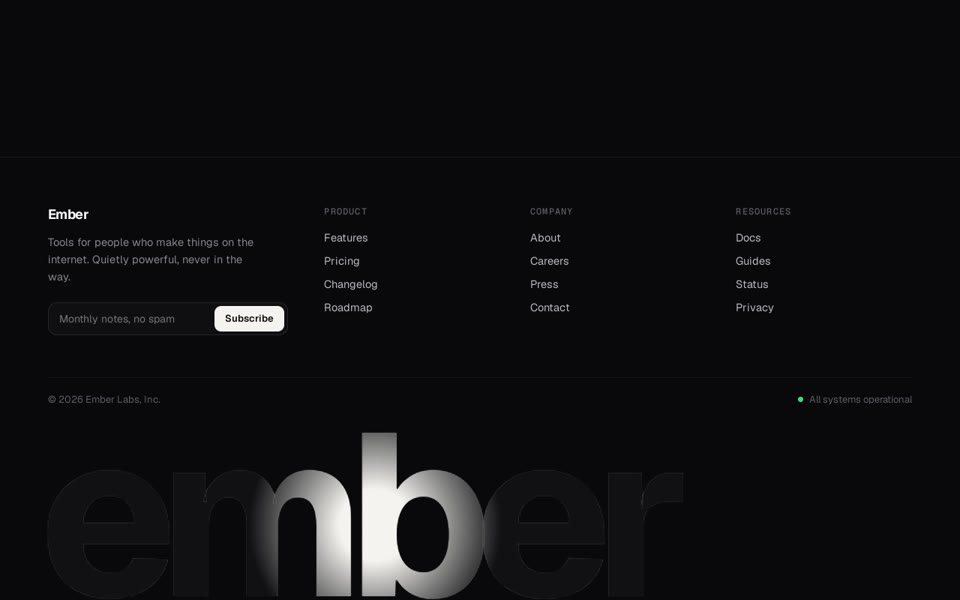 Ember
Tools for people who make things on the
internet. Quietly powerful, never in the
way.
Monthly notes, no spam
Subscribe
PRODUCT
Features
Pricing
Changelog
Roadmap
COMPANY
About
Careers
Press
Contact
RESOURCES
Docs
Guides
Status
Privacy
© 2026 Ember Labs, Inc.
All systems operational
ember